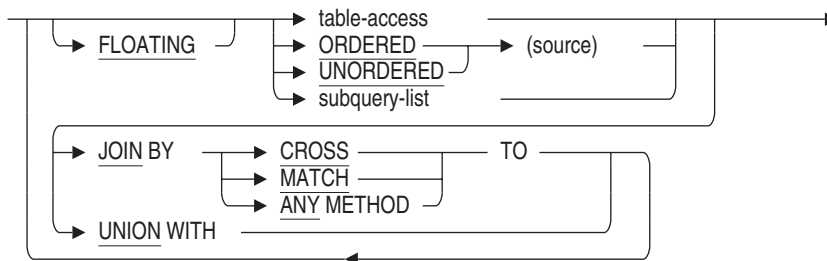 table-access
FLOATING ORDERED (source)
UNORDERED
subquery-list
JOIN BY CROSS TO
MATCH
ANY METHOD
UNION WITH